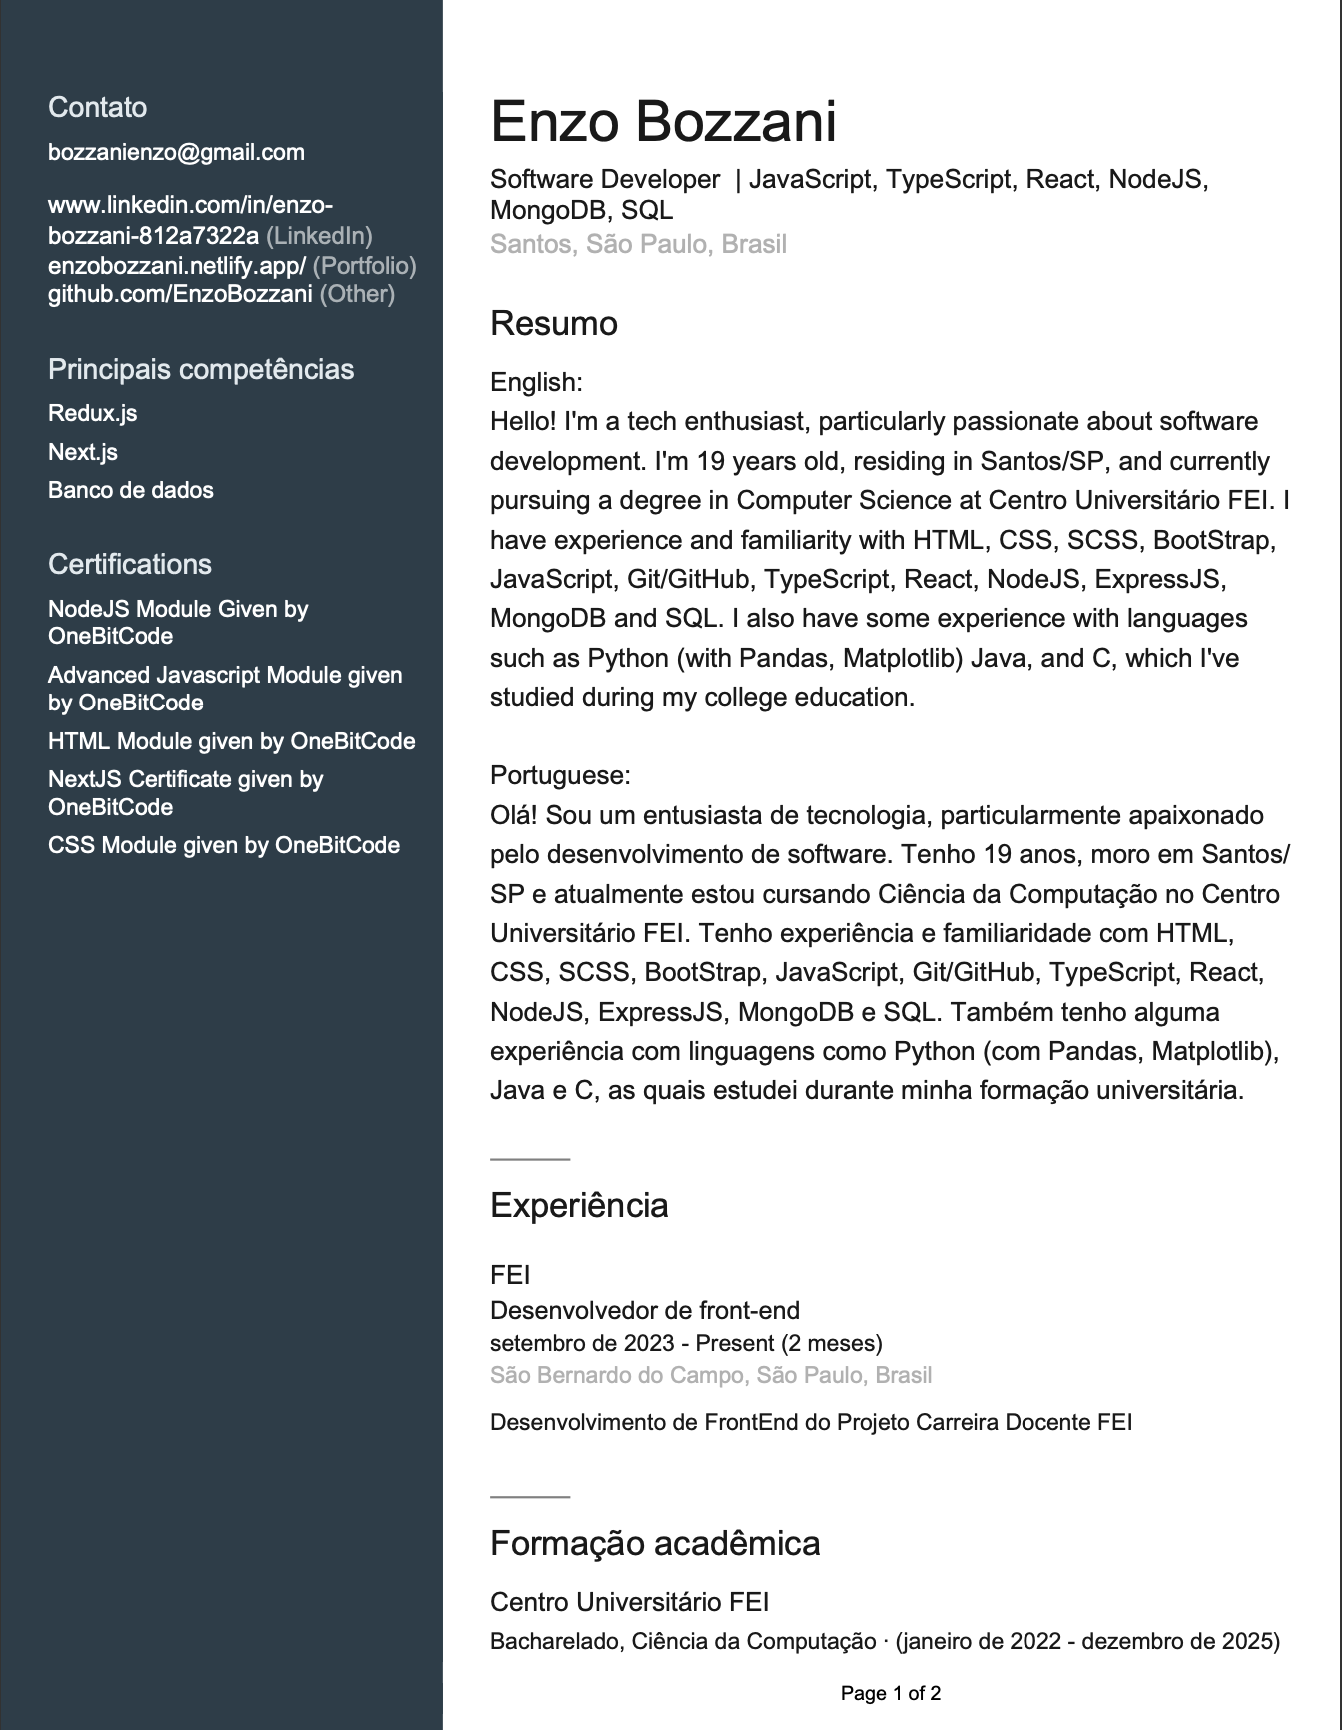 Contato
bozzanienzo@gmail.com
www.linkedin.com/in/enzo-
bozzani-812a7322a (LinkedIn)
enzobozzani.netlify.app/ (Portfolio)
github.com/EnzoBozzani (Other)
Principais competências
Redux.js
Next.js
Banco de dados
Certifications
NodeJS Module Given by
OneBitCode
Advanced Javascript Module given
by OneBitCode
HTML Module given by OneBitCode
NextJS Certificate given by
OneBitCode
CSS Module given by OneBitCode
Enzo Bozzani
Software Developer | JavaScript, TypeScript, React, NodeJS,
MongoDB, SQL
Santos, São Paulo, Brasil
Resumo
English:
Hello! I'm a tech enthusiast, particularly passionate about software
development. I'm 19 years old, residing in Santos/SP, and currently
pursuing a degree in Computer Science at Centro Universitário FEI. I
have experience and familiarity with HTML, CSS, SCSS, BootStrap,
JavaScript, Git/GitHub, TypeScript, React, NodeJS, ExpressJS,
MongoDB and SQL. I also have some experience with languages
such as Python (with Pandas, Matplotlib) Java, and C, which I've
studied during my college education.
Portuguese:
Olá! Sou um entusiasta de tecnologia, particularmente apaixonado
pelo desenvolvimento de software. Tenho 19 anos, moro em Santos/
SP e atualmente estou cursando Ciência da Computação no Centro
Universitário FEI. Tenho experiência e familiaridade com HTML,
CSS, SCSS, BootStrap, JavaScript, Git/GitHub, TypeScript, React,
NodeJS, ExpressJS, MongoDB e SQL. Também tenho alguma
experiência com linguagens como Python (com Pandas, Matplotlib),
Java e C, as quais estudei durante minha formação universitária.
Experiência
FEI
Desenvolvedor de front-end
setembro de 2023 - Present (2 meses)
São Bernardo do Campo, São Paulo, Brasil
Desenvolvimento de FrontEnd do Projeto Carreira Docente FEI
Formação acadêmica
Centro Universitário FEI
Bacharelado, Ciência da Computação · (janeiro de 2022 - dezembro de 2025)
Page 1 of 2